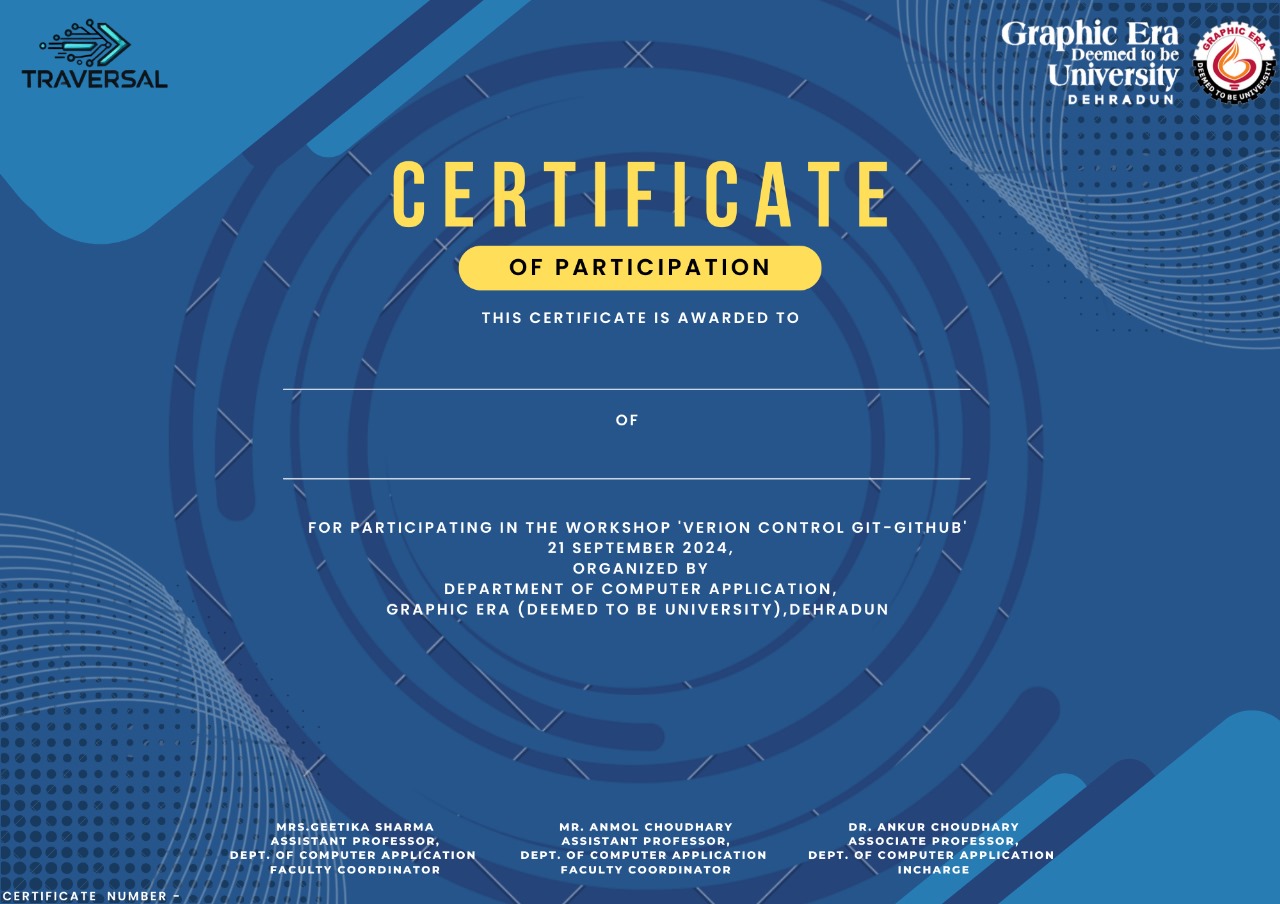 TRAVERSAL
Graphic Era
Deemed to be
University
DEHRADUN
GRAPHIC ERA
DEEMED TO BE UNIVERSITY
CERTIFICATE
OF PARTICIPATION
THIS CERTIFICATE IS AWARDED TO
OF
FOR PARTICIPATING IN THE WORKSHOP 'VERION CONTROL GIT-GITHUB'
21 SEPTEMBER 2024,
ORGANIZED BY
DEPARTMENT OF COMPUTER APPLICATION,
GRAPHIC ERA (DEEMED TO BE UNIVERSITY),DEHRADUN
MRS.GEETIKA SHARMA
ASSISTANT PROFESSOR,
DEPT. OF COMPUTER APPLICATION
FACULTY COORDINATOR
MR. ANMOL CHOUDHARY
ASSISTANT PROFESSOR,
DEPT. OF COMPUTER APPLICATION
FACULTY COORDINATOR
DR. ANKUR CHOUDHARY
ASSOCIATE PROFESSOR,
DEPT. OF COMPUTER APPLICATION
INCHARGE
CERTIFICATE NUMBER -